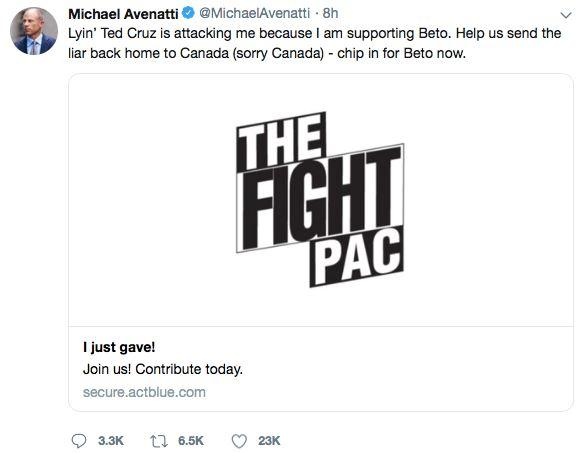 Michael Avenatti @MichaelAvenatti · 8h
Lyin' Ted Cruz is attacking me because I am supporting Beto. Help us send the
liar back home to Canada (sorry Canada) - chip in for Beto now.
THE
FIGHT
PAC
I just gave!
Join us! Contribute today.
secure.actblue.com
3.3K 6.5K 23K